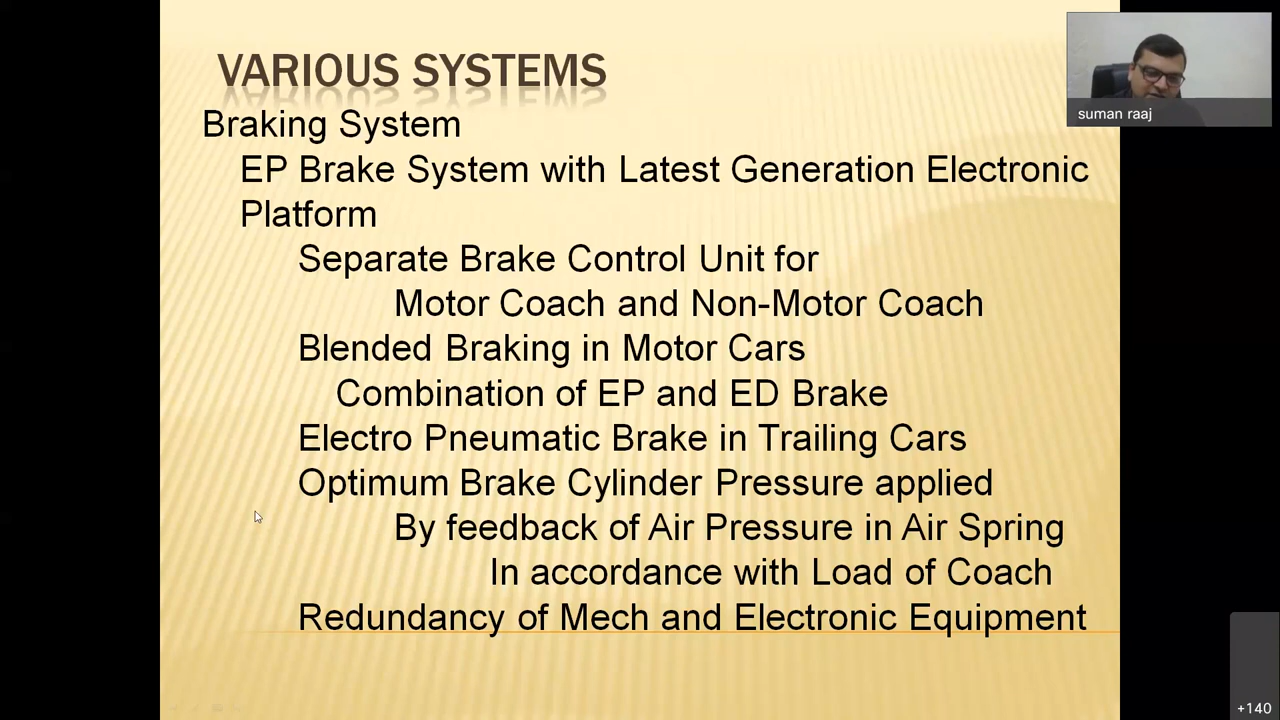 VARIOUS SYSTEMS
suman raaj
Braking System
EP Brake System with Latest Generation Electronic
Platform
Separate Brake Control Unit for
Motor Coach and Non-Motor Coach
Blended Braking in Motor Cars
Combination of EP and ED Brake
Electro Pneumatic Brake in Trailing Cars
Optimum Brake Cylinder Pressure applied
By feedback of Air Pressure in Air Spring
In accordance with Load of Coach
Redundancy of Mech and Electronic Equipment
+140